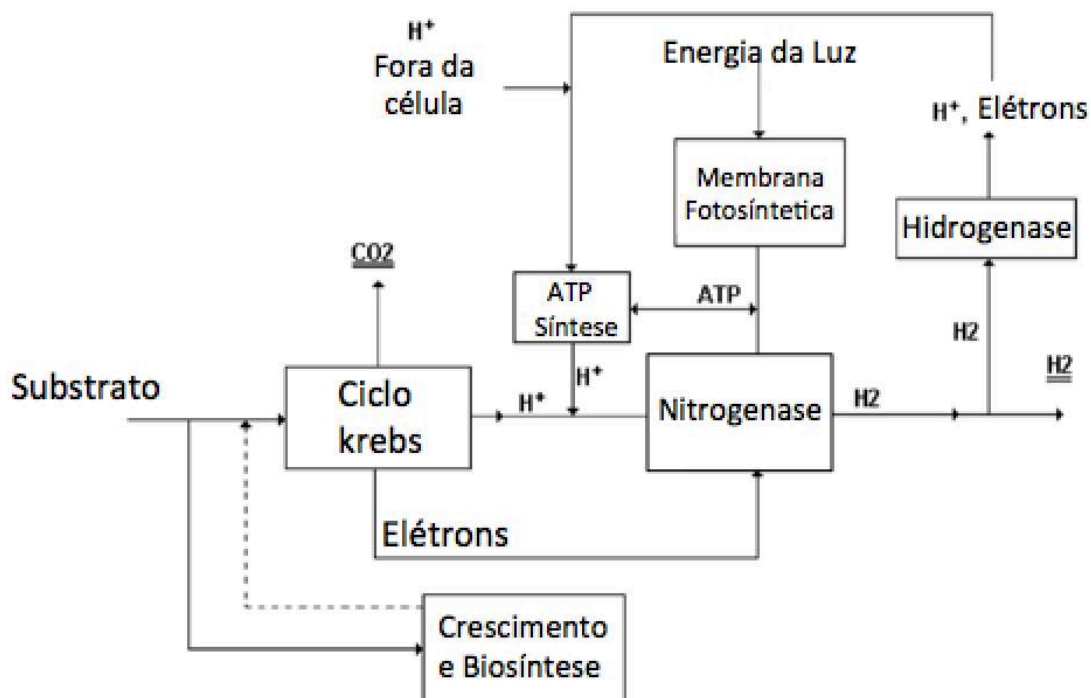 H+
Fora da
célula
Energia da Luz
H+, Elétrons
Membrana
Fotosíntetica
Hidrogenase
CO2
ATP
Síntese
ATP
H2
H+
H2
Substrato
Ciclo
krebs
H+
Nitrogenase
H2
Elétrons
Crescimento
e Biosíntese